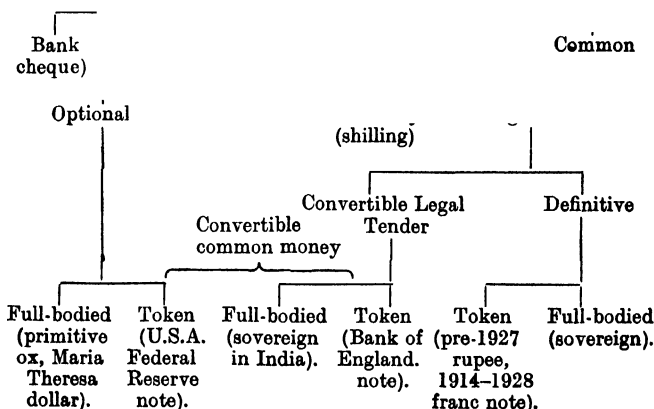 Bank
cheque)
Common
Optional
(shilling)
Convertible Legal
Tender
Definitive
Convertible
common money
Full-bodied
(primitive
ox, Maria
Theresa
dollar).
Token
(U.S.A.
Federal
Reserve
note).
Full-bodied
(sovereign
in India).
Token
(Bank of
England.
note).
Token
(pre-1927
rupee,
1914–1928
franc note).
Full-bodied
(sovereign).